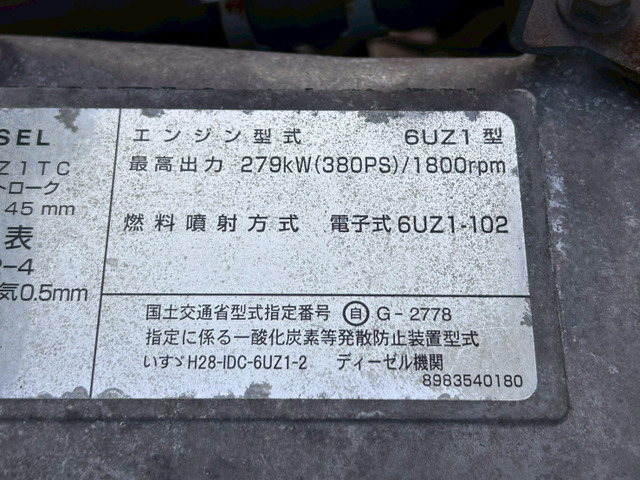 SEL
Z1TC
トローク
145 mm
表
2-4
気0.5mm
エンジン型式 6UZ1型
最高出力 279kW(380PS)/1800rpm
燃料噴射方式 電子式6UZ1-102
国土交通省型式指定番号 自 G-2778
指定に係る一酸化炭素等発散防止装置型式
いすゞH28-IDC-6UZ1-2 ディーゼル機関
8983540180